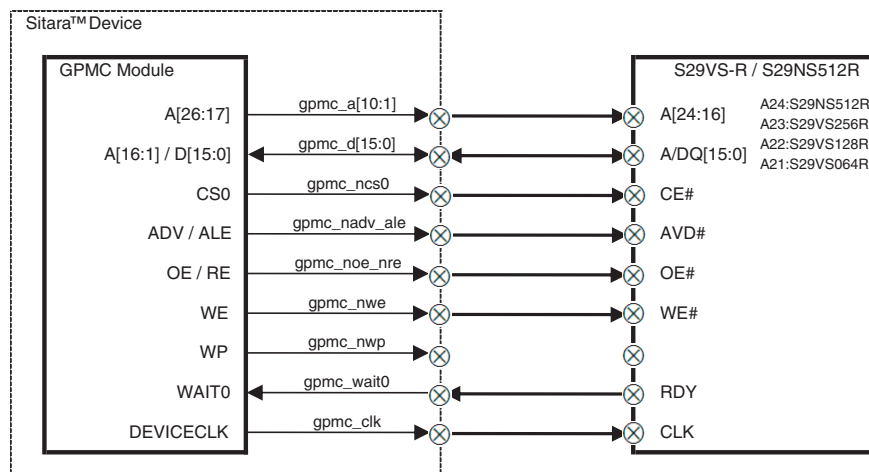 Sitara™ Device
GPMC Module
S29VS-R / S29NS512R
A[26:17]
gpmc_a[10:1]
A[24:16]
A24:S29NS512R
A23:S29VS256R
A22:S29VS128R
A21:S29VS064R
A[16:1] / D[15:0]
gpmc_d[15:0]
A/DQ[15:0]
CS0
gpmc_ncs0
CE#
ADV / ALE
gpmc_nadv_ale
AVD#
OE / RE
gpmc_noe_nre
OE#
WE
gpmc_nwe
WE#
WP
gpmc_nwp
WAIT0
gpmc_wait0
RDY
DEVICECLK
gpmc_clk
CLK